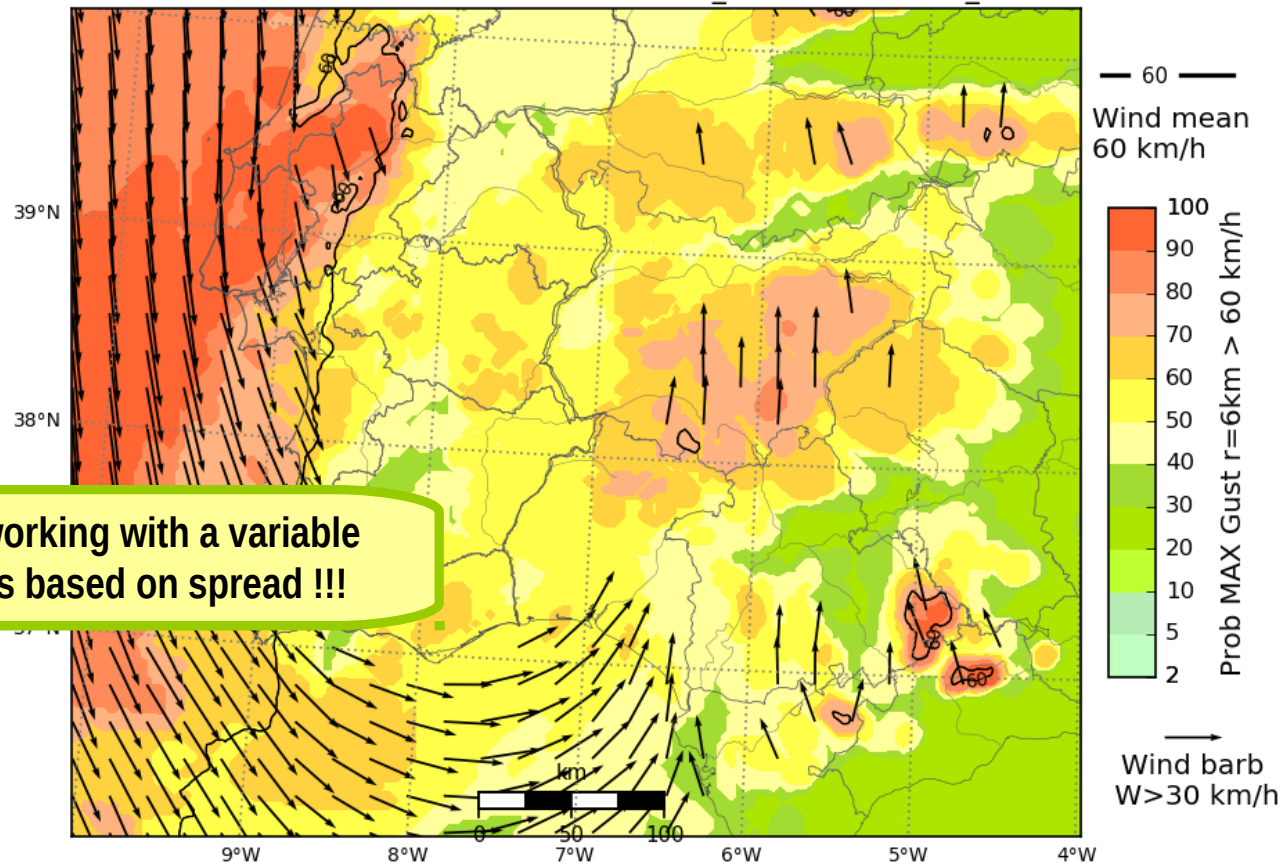 60
Wind mean
60 km/h
60
60
60
39°N
38°N
100
90
80
70
60
50
40
30
20
10
5
2
Prob MAX Gust r=6km > 60 km/h
working with a variable
s based on spread !!!
60
60
km
0 50 100
Wind barb
W>30 km/h
9°W 8°W 7°W 6°W 5°W 4°W